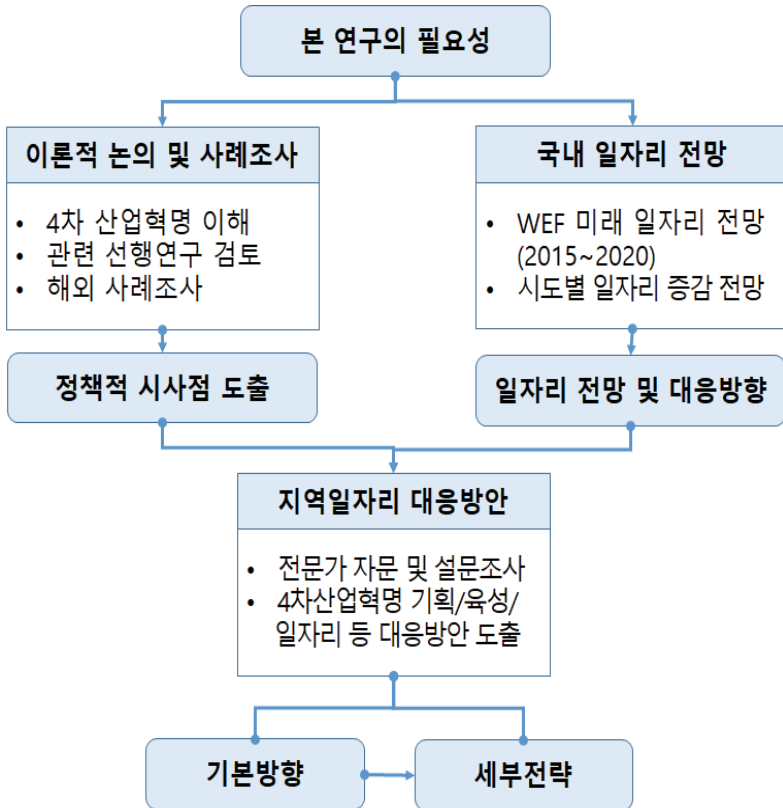 본 연구의 필요성
이론적 논의 및 사례조사
• 4차 산업혁명 이해
• 관련 선행연구 검토
• 해외 사례조사
정책적 시사점 도출
국내 일자리 전망
• WEF 미래 일자리 전망
(2015~2020)
• 시도별 일자리 증감 전망
일자리 전망 및 대응방향
지역일자리 대응방안
• 전문가 자문 및 설문조사
• 4차산업혁명 기획/육성/
일자리 등 대응방안 도출
기본방향
세부전략